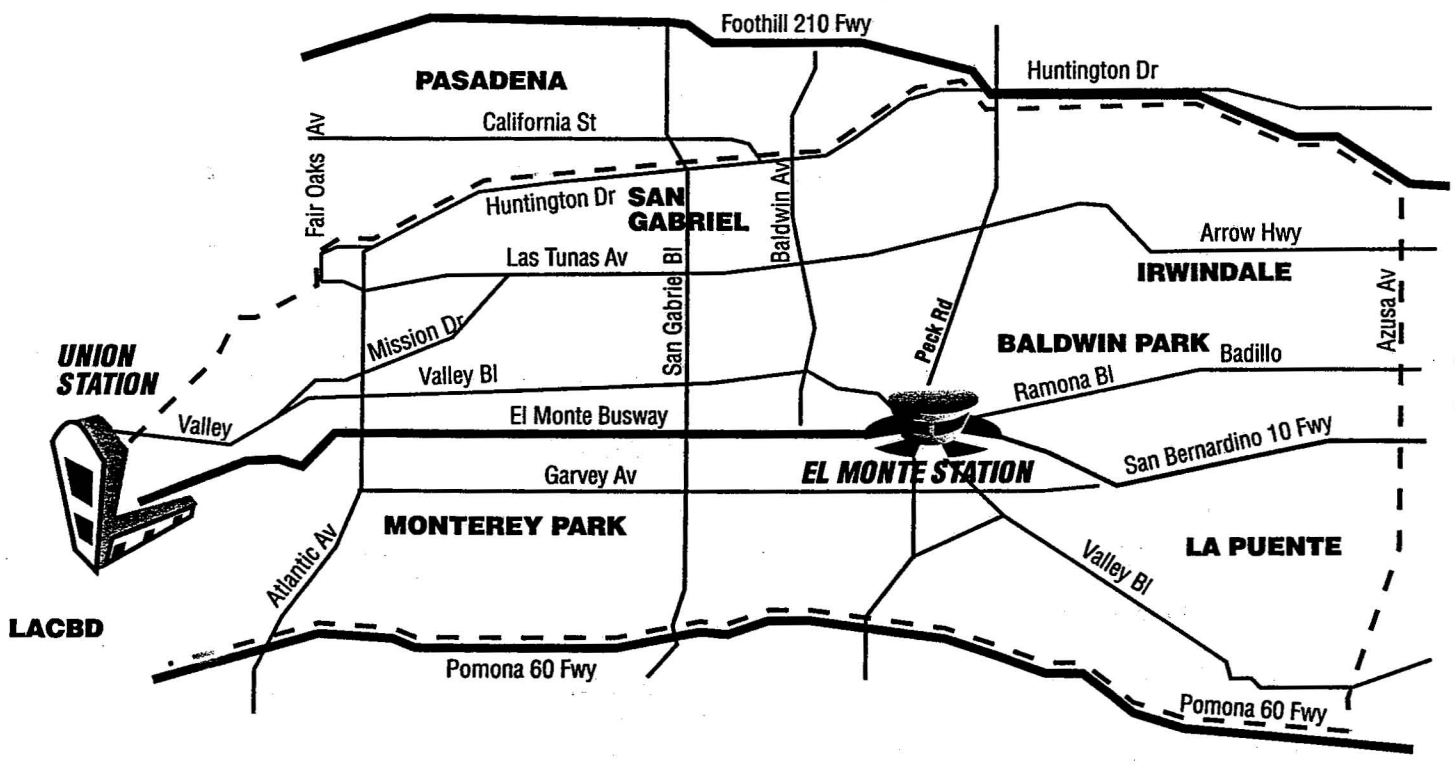 Foothill 210 Fwy
Huntington Dr
PASADENA
California St
Fair Oaks Av
Huntington Dr
SAN
GABRIEL
Baldwin Av
Las Tunas Av
San Gabriel Bl
Arrow Hwy
IRWINDALE
Azusa Av
Mission Dr
Peck Rd
BALDWIN PARK
Badillo
UNION
STATION
Valley Bl
Ramona Bl
Valley
El Monte Busway
San Bernardino 10 Fwy
Garvey Av
EL MONTE STATION
MONTEREY PARK
Atlantic Av
Valley Bl
LA PUENTE
LACBD
Pomona 60 Fwy
Pomona 60 Fwy